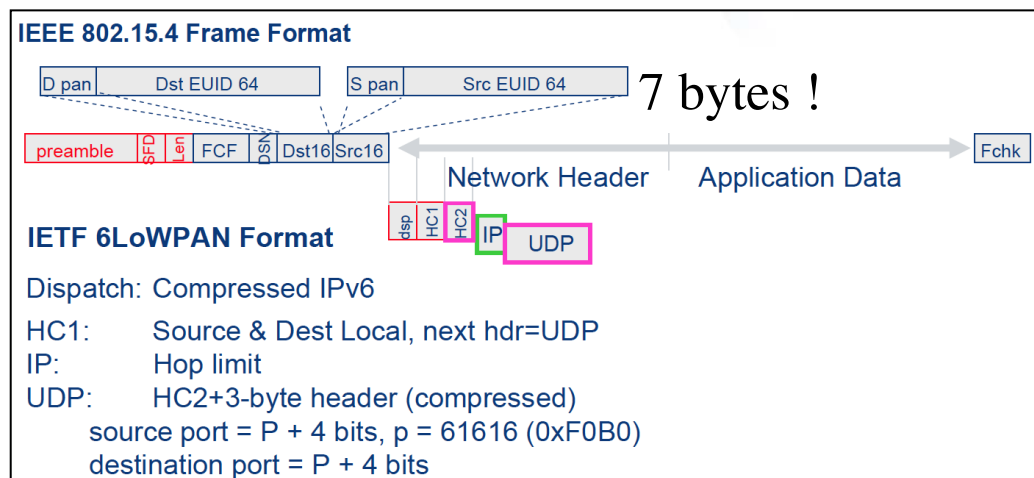 IEEE 802.15.4 Frame Format
D pan Dst EUID 64 S pan Src EUID 64
7 bytes !
preamble SFD Len FCF DSN Dst16 Src16 Fchk
Network Header Application Data
dsp HC1 HC2 IP UDP
IETF 6LoWPAN Format
Dispatch: Compressed IPv6
HC1: Source & Dest Local, next hdr=UDP
IP: Hop limit
UDP: HC2+3-byte header (compressed)
source port = P + 4 bits, p = 61616 (0xF0B0)
destination port = P + 4 bits